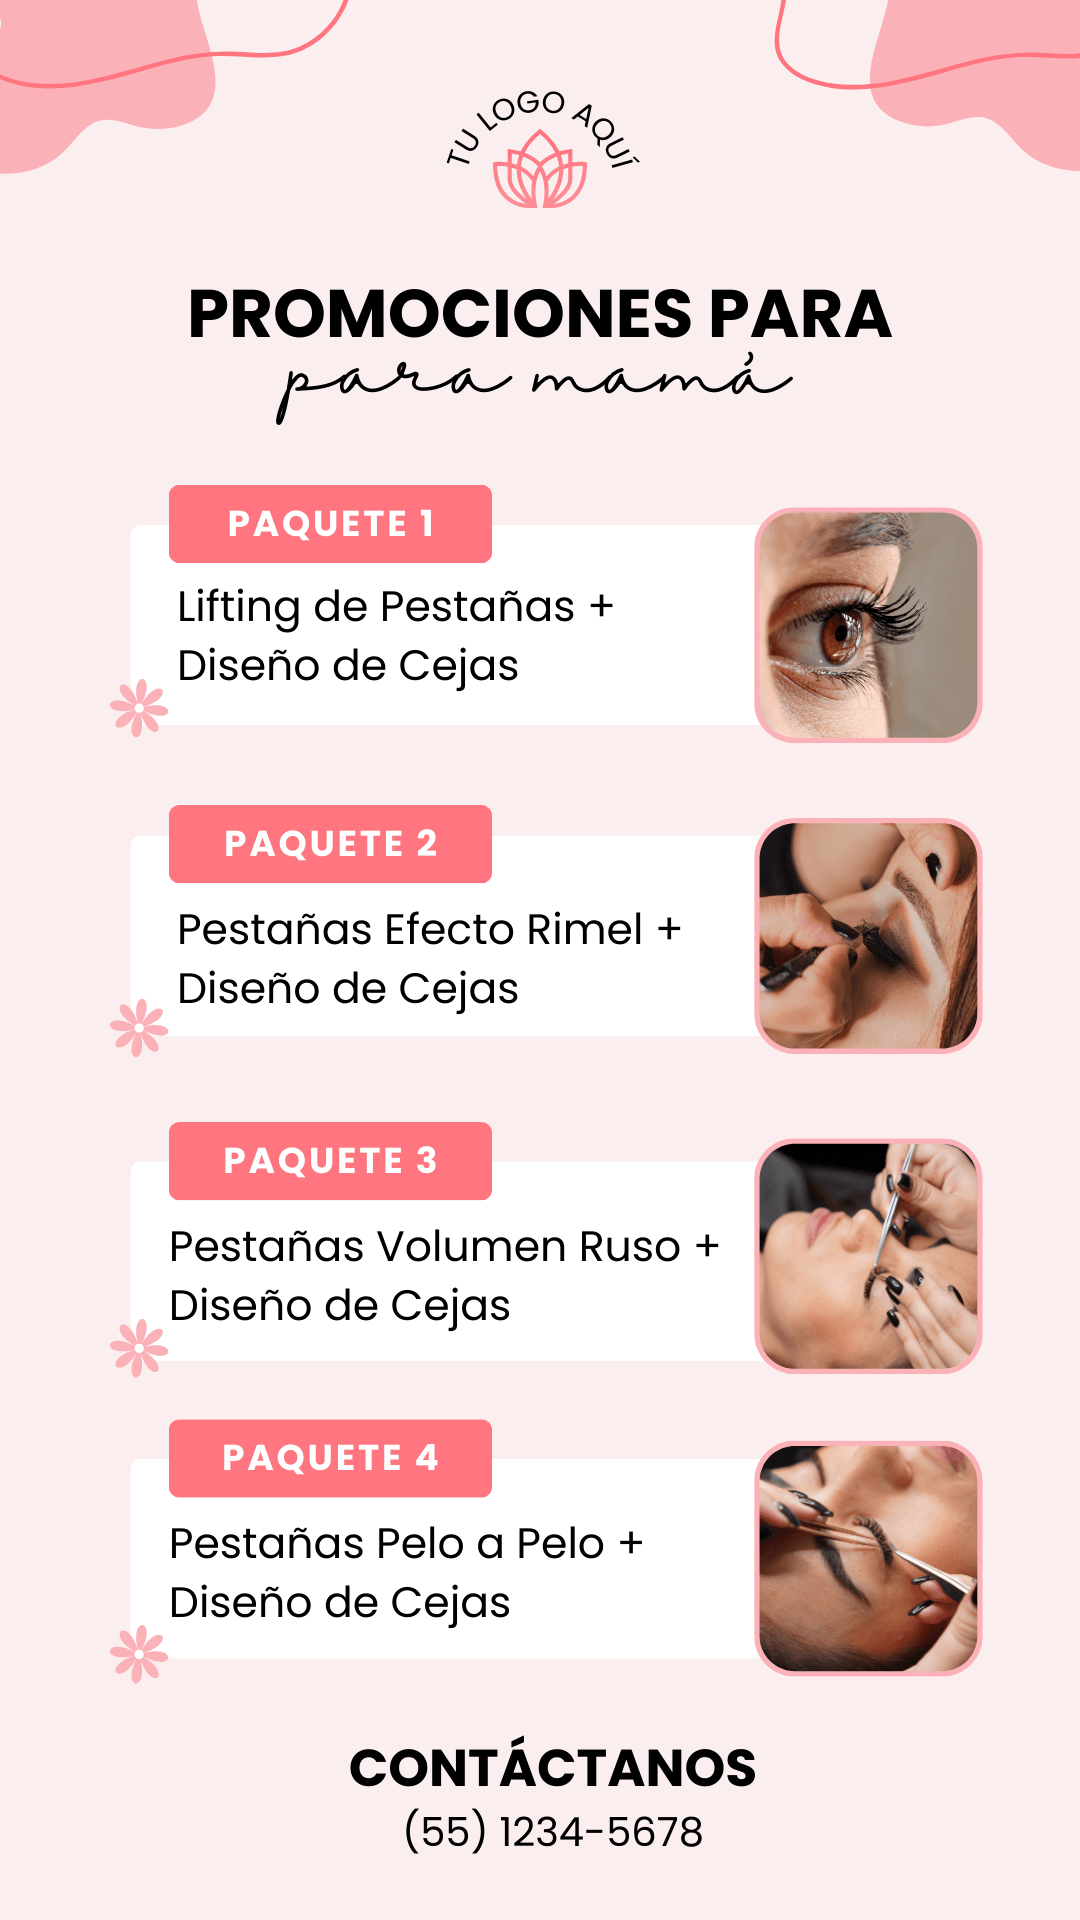 TU LOGO AQUÍ
PROMOCIONES PARA
para mamá
PAQUETE 1
Lifting de Pestañas +
Diseño de Cejas
PAQUETE 2
Pestañas Efecto Rimel +
Diseño de Cejas
PAQUETE 3
Pestañas Volumen Ruso +
Diseño de Cejas
PAQUETE 4
Pestañas Pelo a Pelo +
Diseño de Cejas
CONTÁCTANOS
(55) 1234-5678